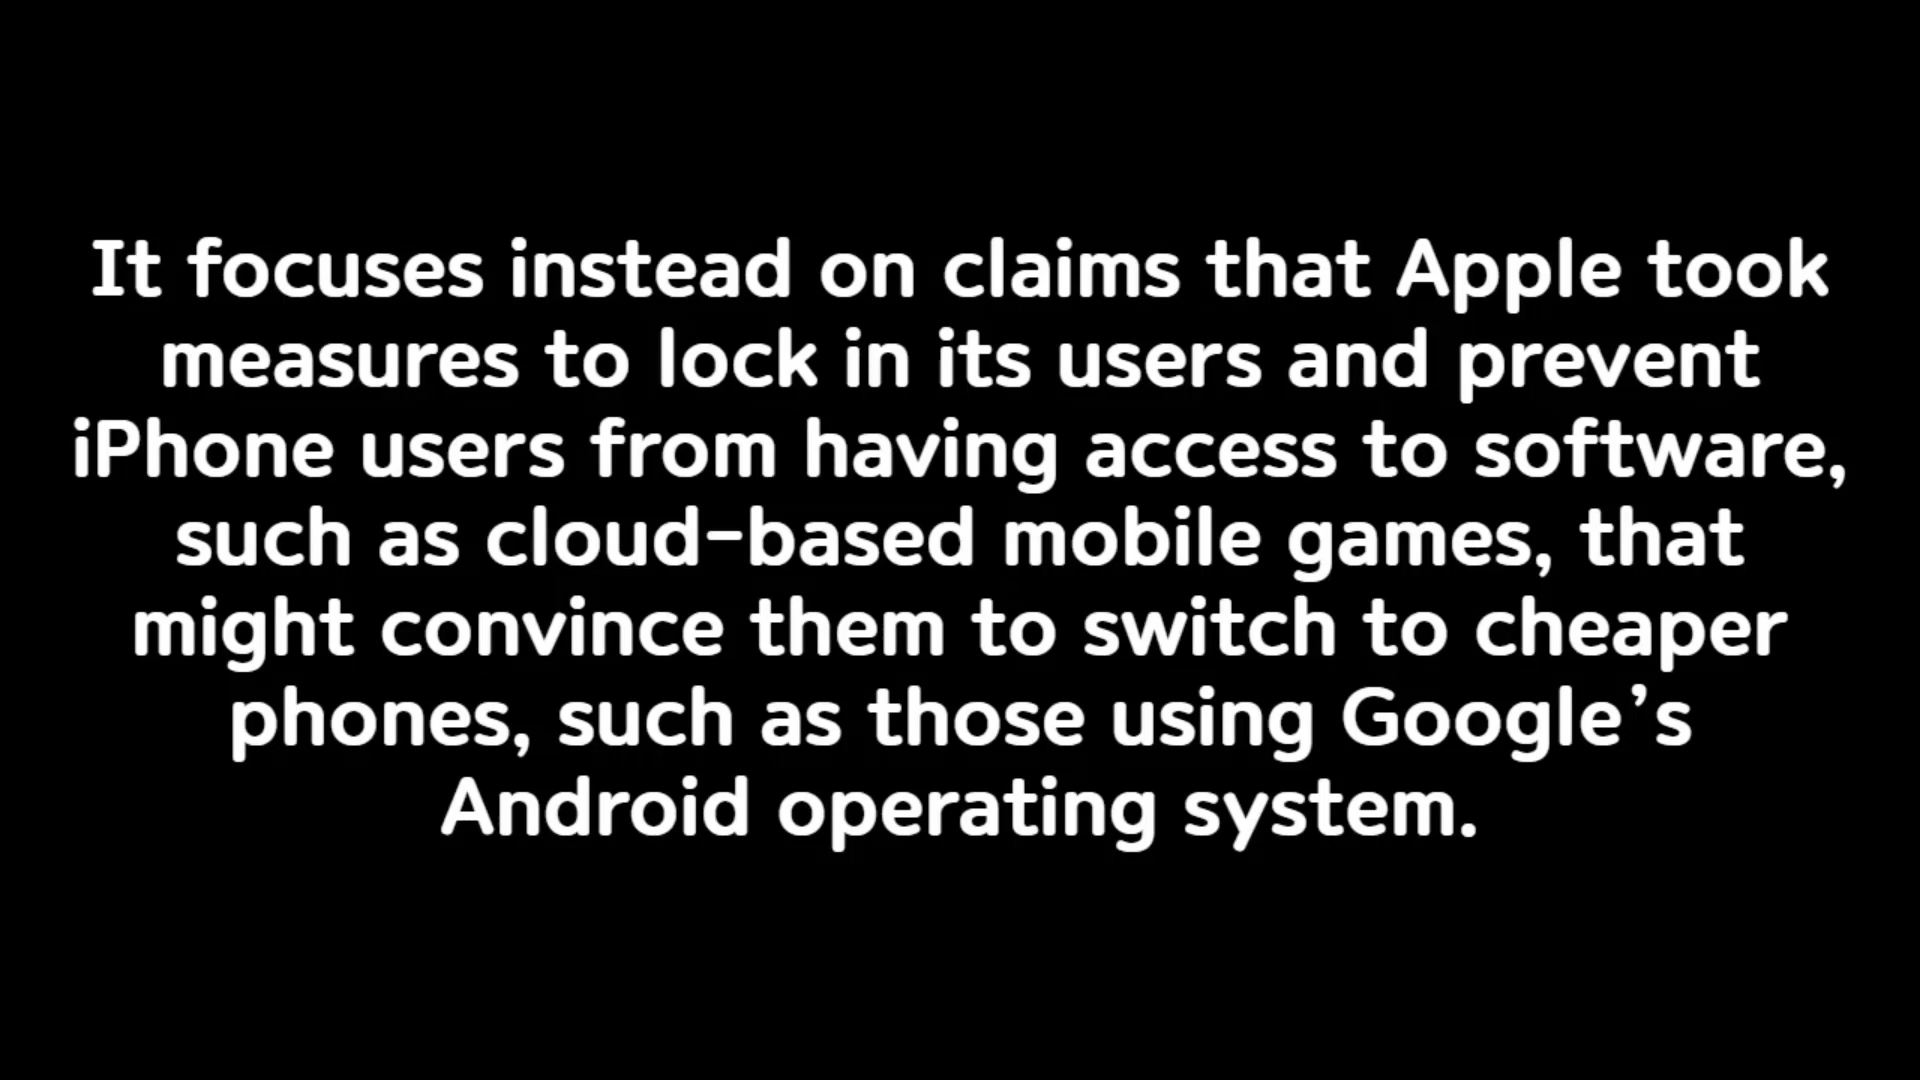 It focuses instead on claims that Apple took
measures to lock in its users and prevent
iPhone users from having access to software,
such as cloud-based mobile games, that
might convince them to switch to cheaper
phones, such as those using Google’s
Android operating system.